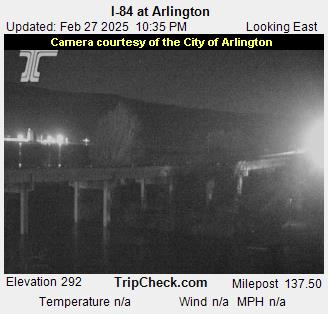 I-84 at Arlington
Updated: Feb 27 2025 10:35 PM Looking East
Camera courtesy of the City of Arlington
Elevation 292 TripCheck.com Milepost 137.50
Temperature n/a Wind n/a MPH n/a